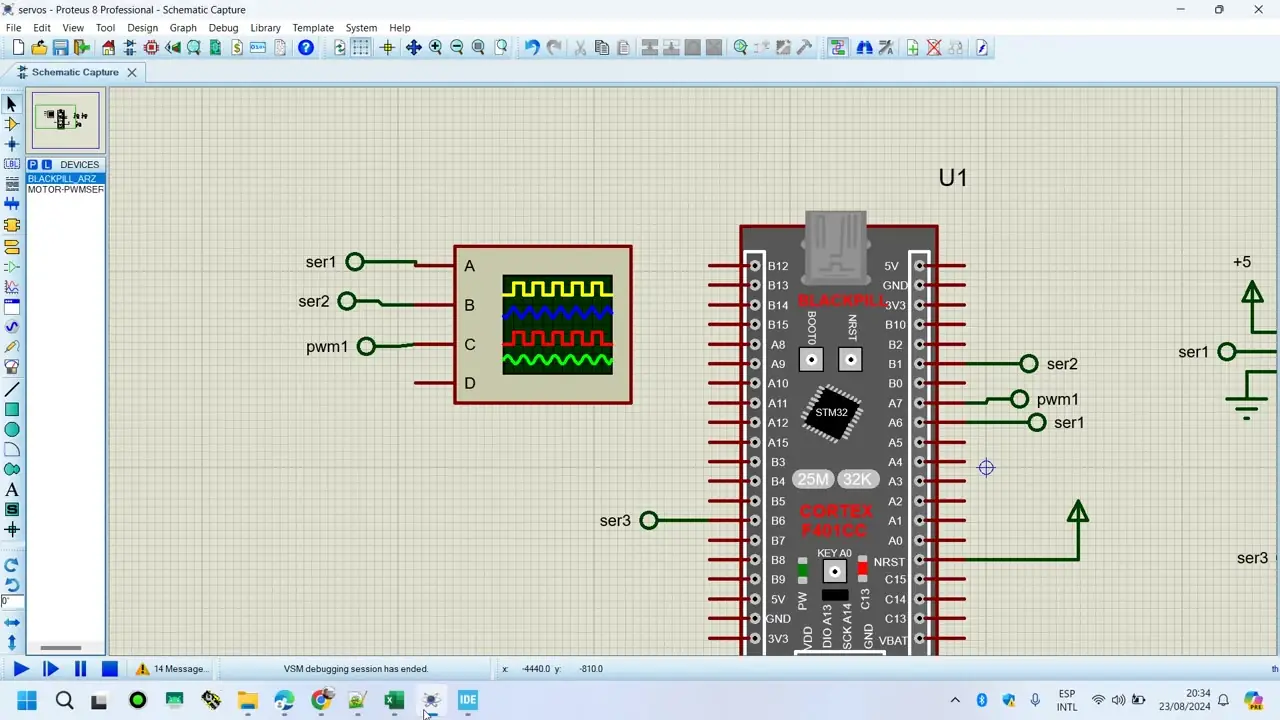 servos - Proteus 8 Professional - Schematic Capture
File Edit View Tool Design Graph Debug Library Template System Help
Schematic Capture
P L DEVICES
BLACKPILL_ARZ
MOTOR-PWMSER
LBL
A
S
0
ser1
ser2
pwm1
A
B
C
D
ser3
U1
B12
B13
B14
B15
A8
A9
A10
A11
A12
A15
B3
B4
B5
B6
B7
B8
B9
5V
GND
3V3
BLACKPILL
BOOT0
NRST
STM32
25M 32K
CORTEX
F401CC
KEY A0
PW
C13
VDD
DIO A13
SCK A14
GND
5V
GND
3V3
B10
B2
B1
B0
A7
A6
A5
A4
A3
A2
A1
A0
NRST
C15
C14
C13
VBAT
ser2
pwm1
ser1
+5
ser1
ser3
14 Message...
VSM debugging session has ended.
x: -4440.0 y: -810.0
th
IDE
ESP
INTL
20:34
23/08/2024
PRE